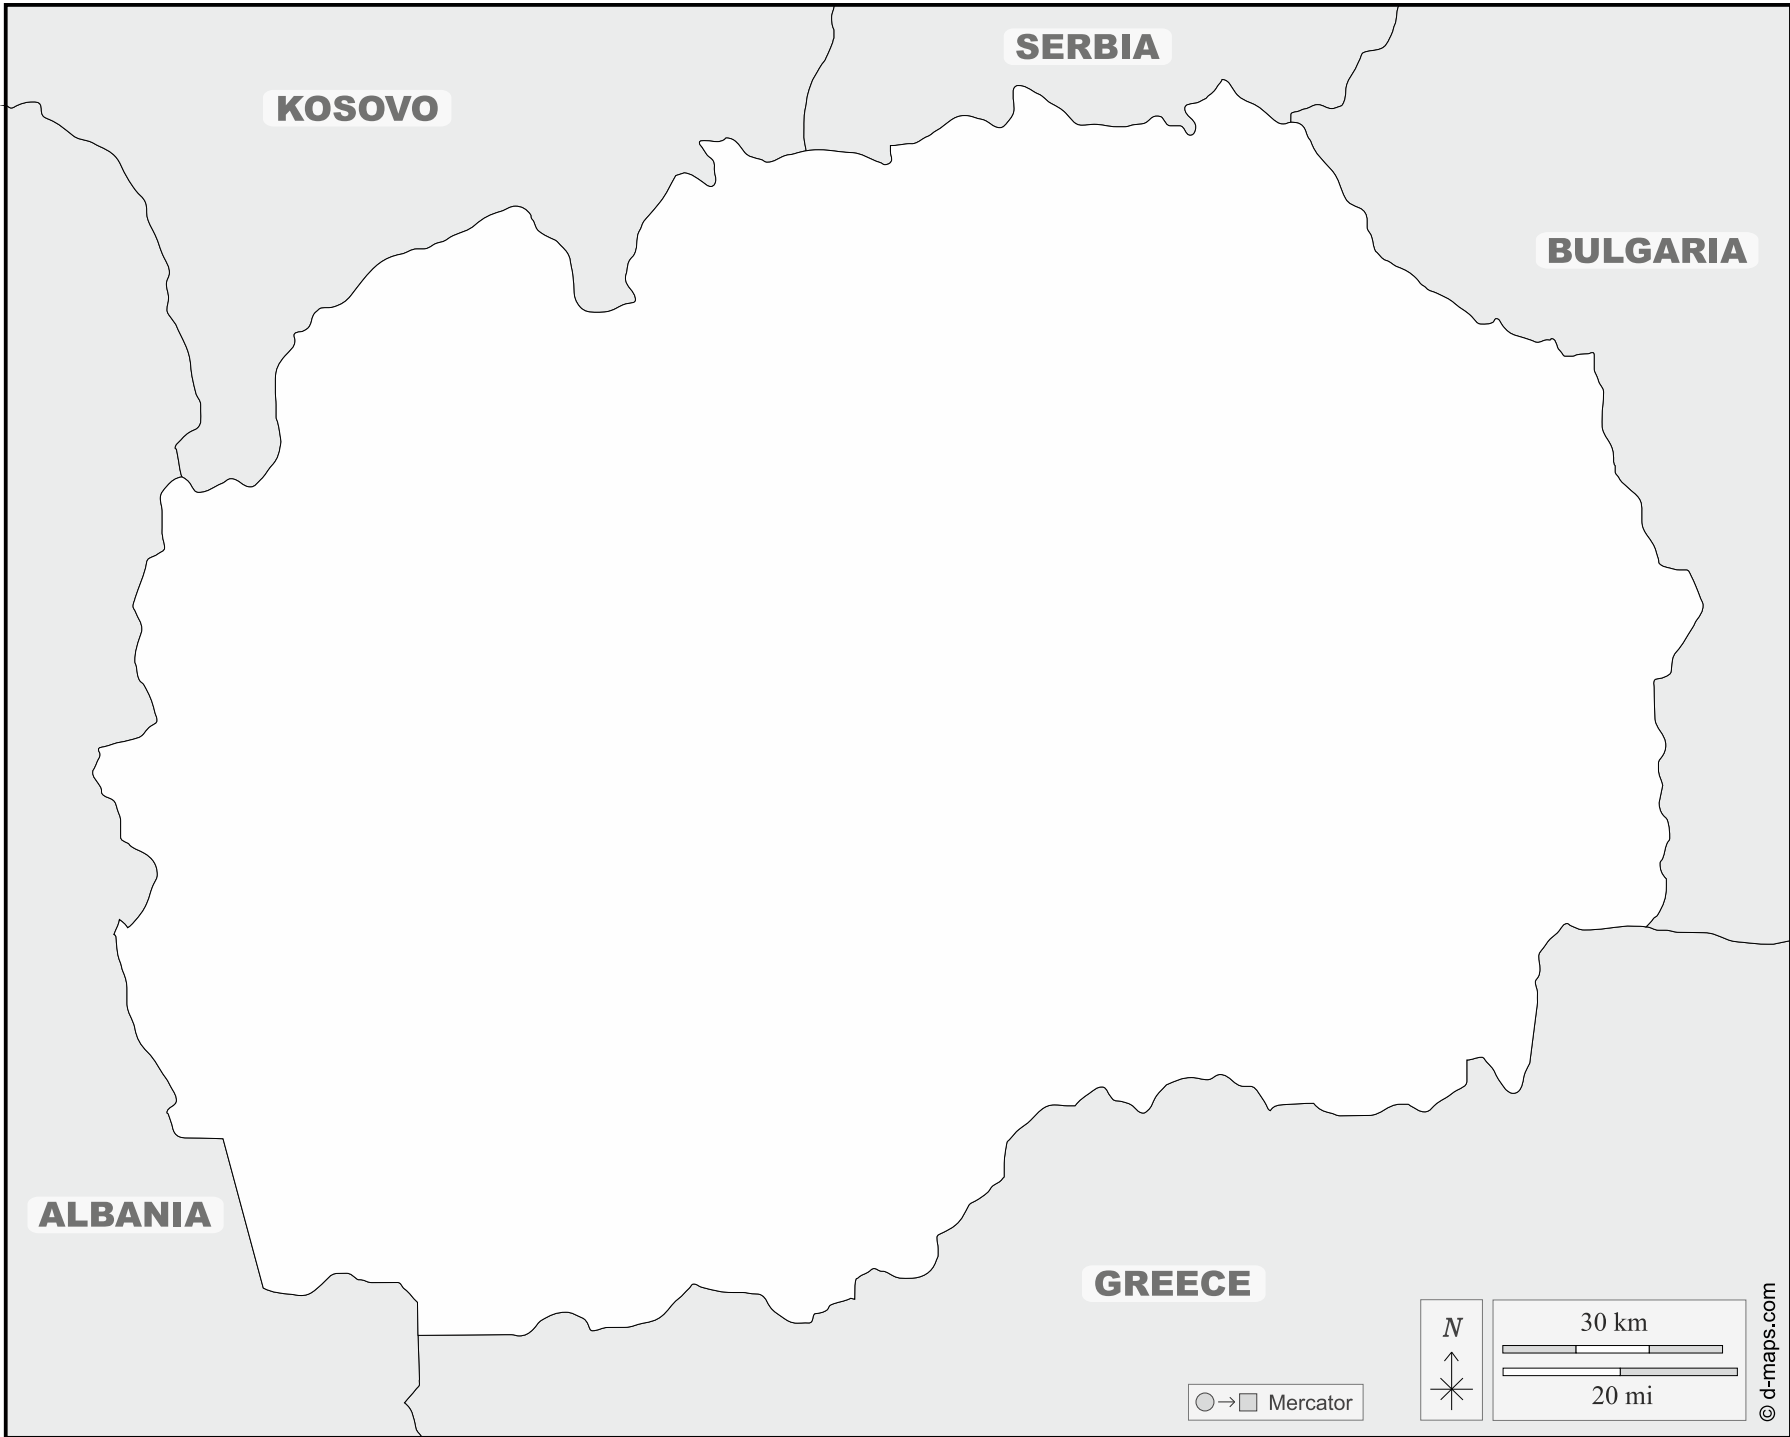 SERBIA
KOSOVO
BULGARIA
ALBANIA
GREECE
N
30 km
20 mi
Mercator
© d-maps.com